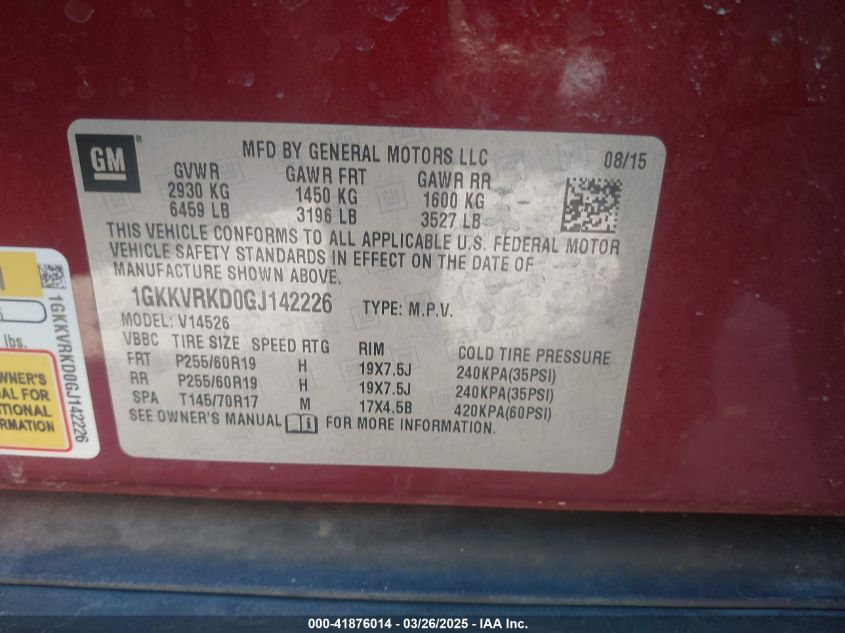 GM
®
MFD BY GENERAL MOTORS LLC 08/15
GVWR GAWR FRT GAWR RR
2930 KG 1450 KG 1600 KG
6459 LB 3196 LB 3527 LB
THIS VEHICLE CONFORMS TO ALL APPLICABLE U.S. FEDERAL MOTOR
VEHICLE SAFETY STANDARDS IN EFFECT ON THE DATE OF
MANUFACTURE SHOWN ABOVE.
1GKKVRKD0GJ142226 TYPE: M.P.V.
MODEL: V14526
VBBC TIRE SIZE SPEED RTG RIM COLD TIRE PRESSURE
FRT P255/60R19 H 19X7.5J 240KPA(35PSI)
RR P255/60R19 H 19X7.5J 240KPA(35PSI)
SPA T145/70R17 M 17X4.5B 420KPA(60PSI)
SEE OWNER'S MANUAL FOR MORE INFORMATION.
lbs.
WNER'S
AL FOR
ITIONAL
RMATION
1GKKVRKD0GJ142226
000-41876014 — 03/26/2025 — IAA Inc.